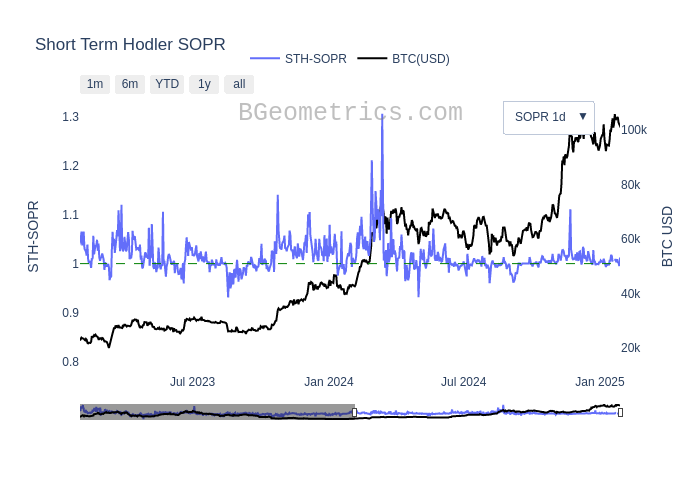 Short Term Hodler SOPR
STH-SOPR
BTC(USD)
1m
6m
YTD
1y
all
BGeometrics.com
SOPR 1d ▼
1.3
1.2
1.1
1
0.9
0.8
STH-SOPR
100k
80k
60k
40k
20k
BTC USD
Jul 2023
Jan 2024
Jul 2024
Jan 2025